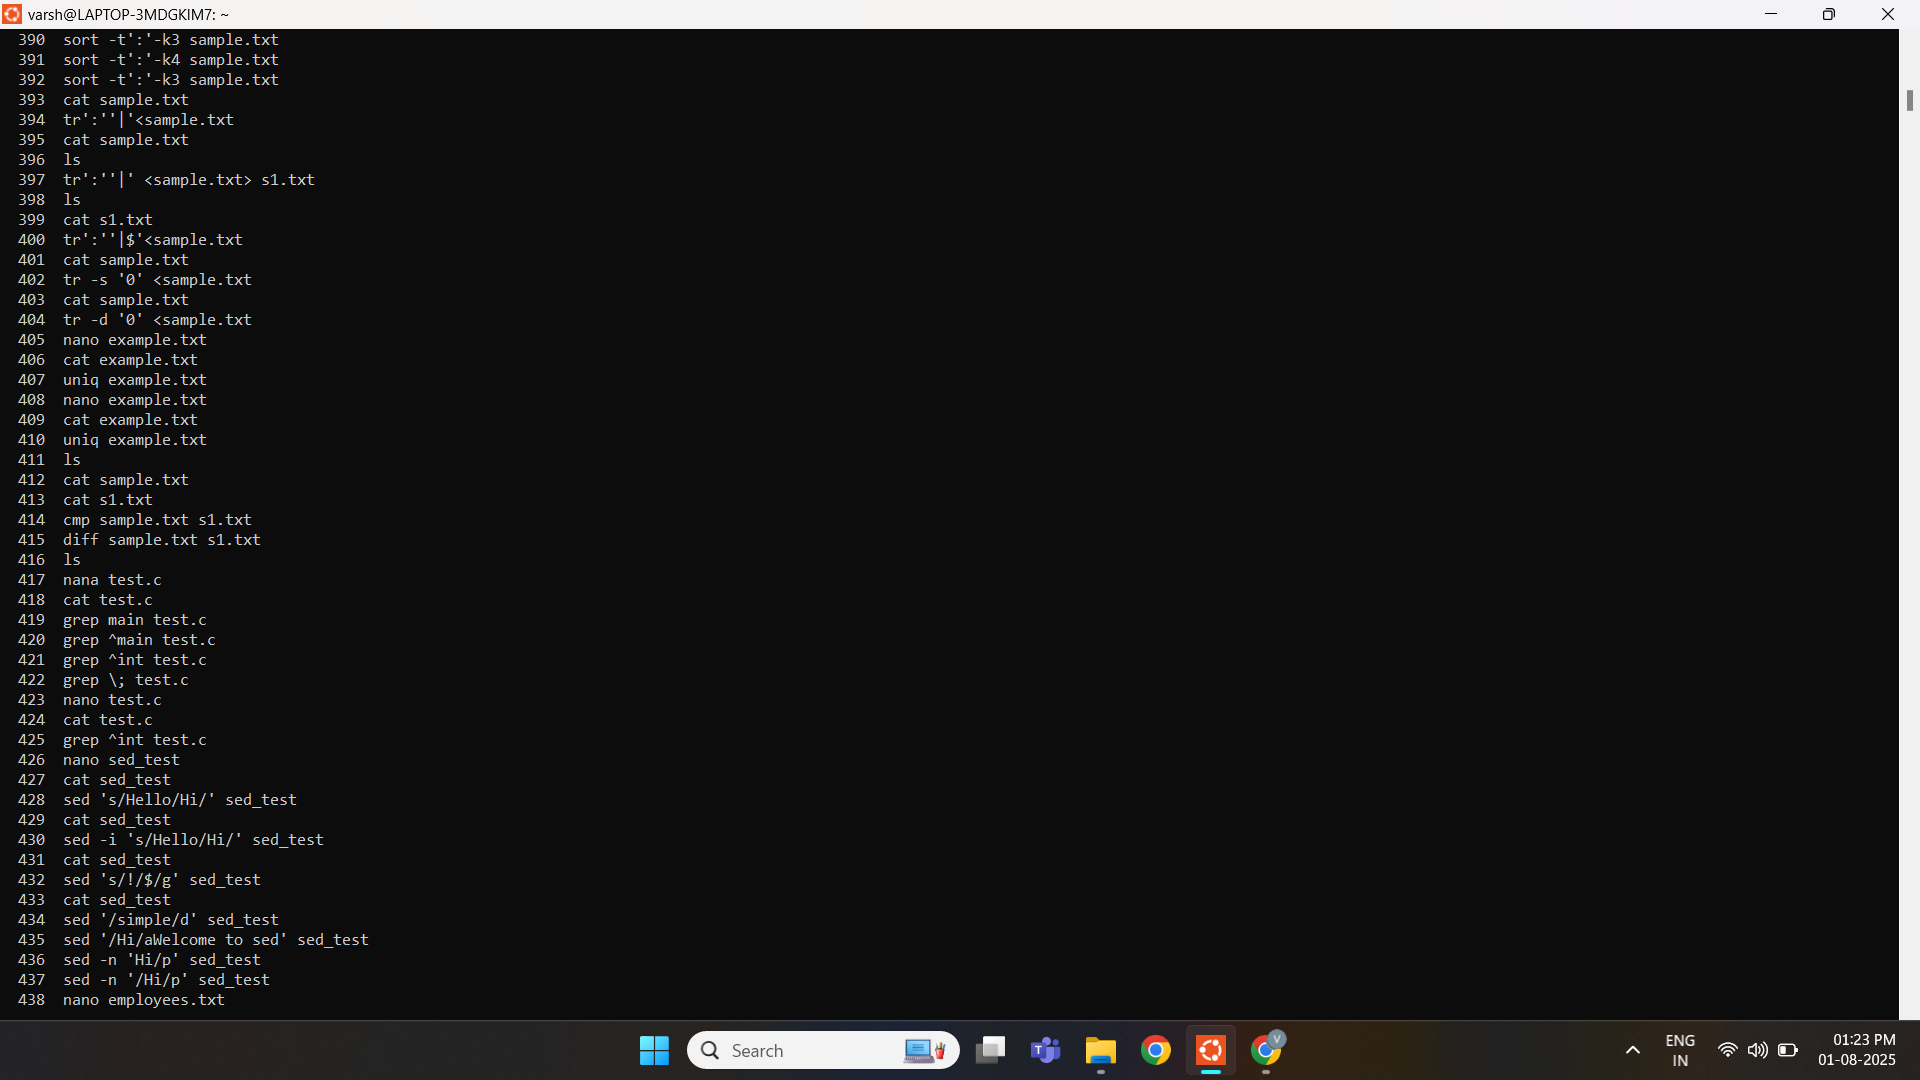 varsh@LAPTOP-3MDGKIM7: ~
390 sort -t':'-k3 sample.txt
391 sort -t':'-k4 sample.txt
392 sort -t':'-k3 sample.txt
393 cat sample.txt
394 tr':''|'<sample.txt
395 cat sample.txt
396 ls
397 tr':''|' <sample.txt> s1.txt
398 ls
399 cat s1.txt
400 tr':''|$'<sample.txt
401 cat sample.txt
402 tr -s '0' <sample.txt
403 cat sample.txt
404 tr -d '0' <sample.txt
405 nano example.txt
406 cat example.txt
407 uniq example.txt
408 nano example.txt
409 cat example.txt
410 uniq example.txt
411 ls
412 cat sample.txt
413 cat s1.txt
414 cmp sample.txt s1.txt
415 diff sample.txt s1.txt
416 ls
417 nana test.c
418 cat test.c
419 grep main test.c
420 grep ^main test.c
421 grep ^int test.c
422 grep \; test.c
423 nano test.c
424 cat test.c
425 grep ^int test.c
426 nano sed_test
427 cat sed_test
428 sed 's/Hello/Hi/' sed_test
429 cat sed_test
430 sed -i 's/Hello/Hi/' sed_test
431 cat sed_test
432 sed 's/!/$/g' sed_test
433 cat sed_test
434 sed '/simple/d' sed_test
435 sed '/Hi/aWelcome to sed' sed_test
436 sed -n 'Hi/p' sed_test
437 sed -n '/Hi/p' sed_test
438 nano employees.txt
Search
ENG
IN
01:23 PM
01-08-2025